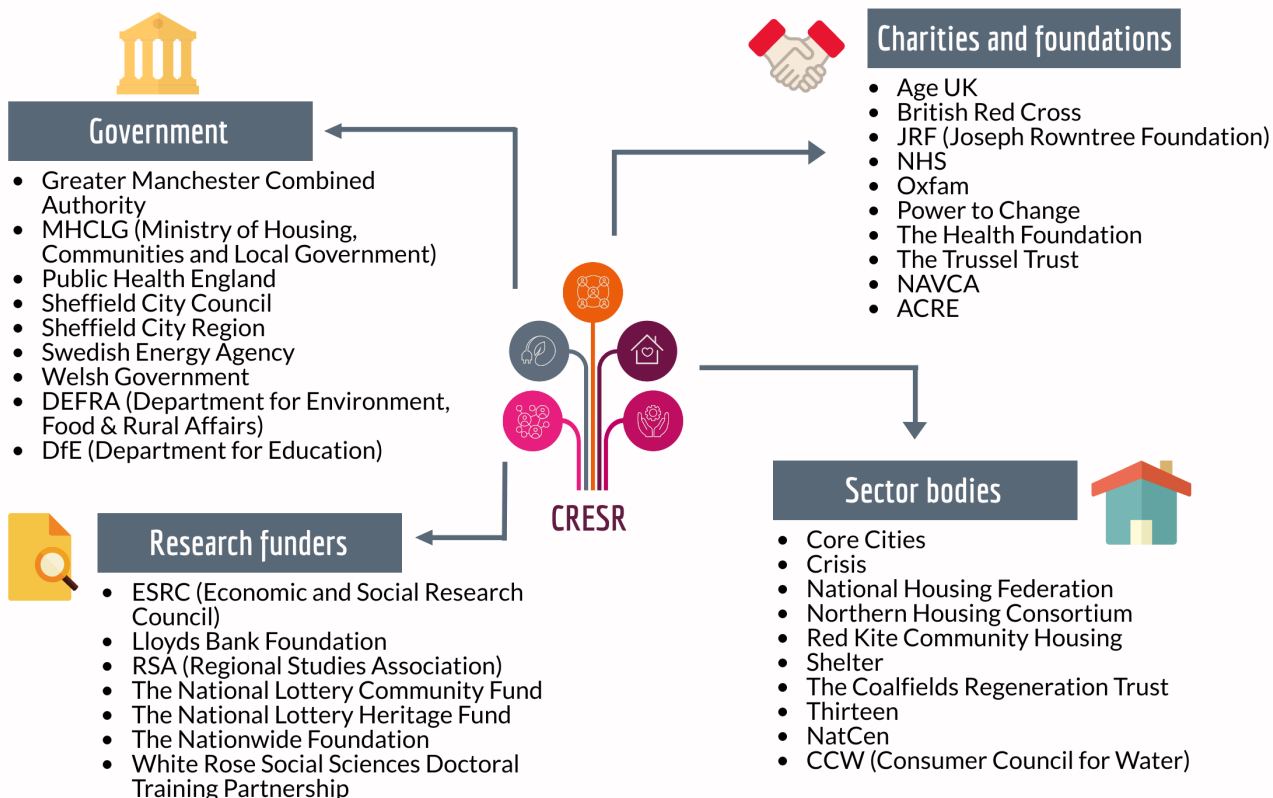 Government
• Greater Manchester Combined
Authority
• MHCLG (Ministry of Housing,
Communities and Local Government)
• Public Health England
• Sheffield City Council
• Sheffield City Region
• Swedish Energy Agency
• Welsh Government
• DEFRA (Department for Environment,
Food & Rural Affairs)
• DfE (Department for Education)
Charities and foundations
• Age UK
• British Red Cross
• JRF (Joseph Rowntree Foundation)
• NHS
• Oxfam
• Power to Change
• The Health Foundation
• The Trussel Trust
• NAVCA
• ACRE
CRESR
Research funders
• ESRC (Economic and Social Research
Council)
• Lloyds Bank Foundation
• RSA (Regional Studies Association)
• The National Lottery Community Fund
• The National Lottery Heritage Fund
• The Nationwide Foundation
• White Rose Social Sciences Doctoral
Training Partnership
Sector bodies
• Core Cities
• Crisis
• National Housing Federation
• Northern Housing Consortium
• Red Kite Community Housing
• Shelter
• The Coalfields Regeneration Trust
• Thirteen
• NatCen
• CCW (Consumer Council for Water)